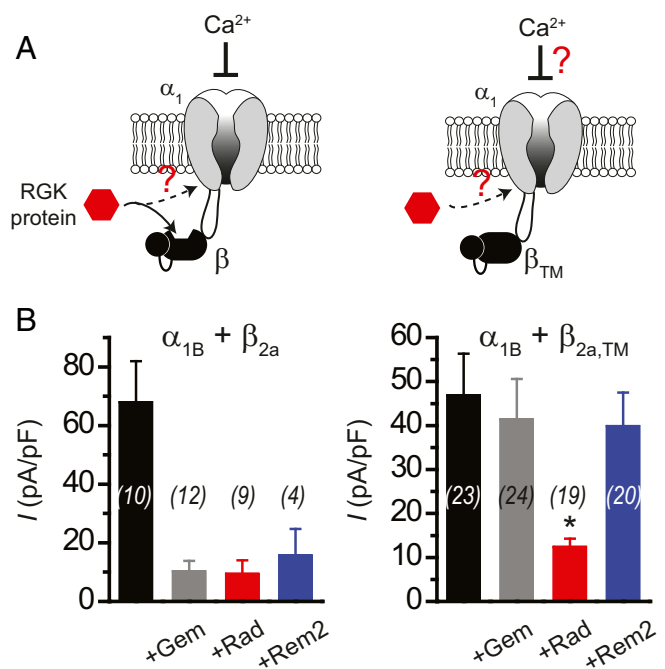 A
Ca²⁺
α₁
?
RGK
protein
β
Ca²⁺
?
α₁
?
β_TM
B
α₁B + β₂a
I (pA/pF)
80
60
40
20
0
(10)
(12)
(9)
(4)
+Gem
+Rad
+Rem2
α₁B + β₂a,TM
I (pA/pF)
60
50
40
30
20
10
0
(23)
(24)
(19)
*
(20)
+Gem
+Rad
+Rem2